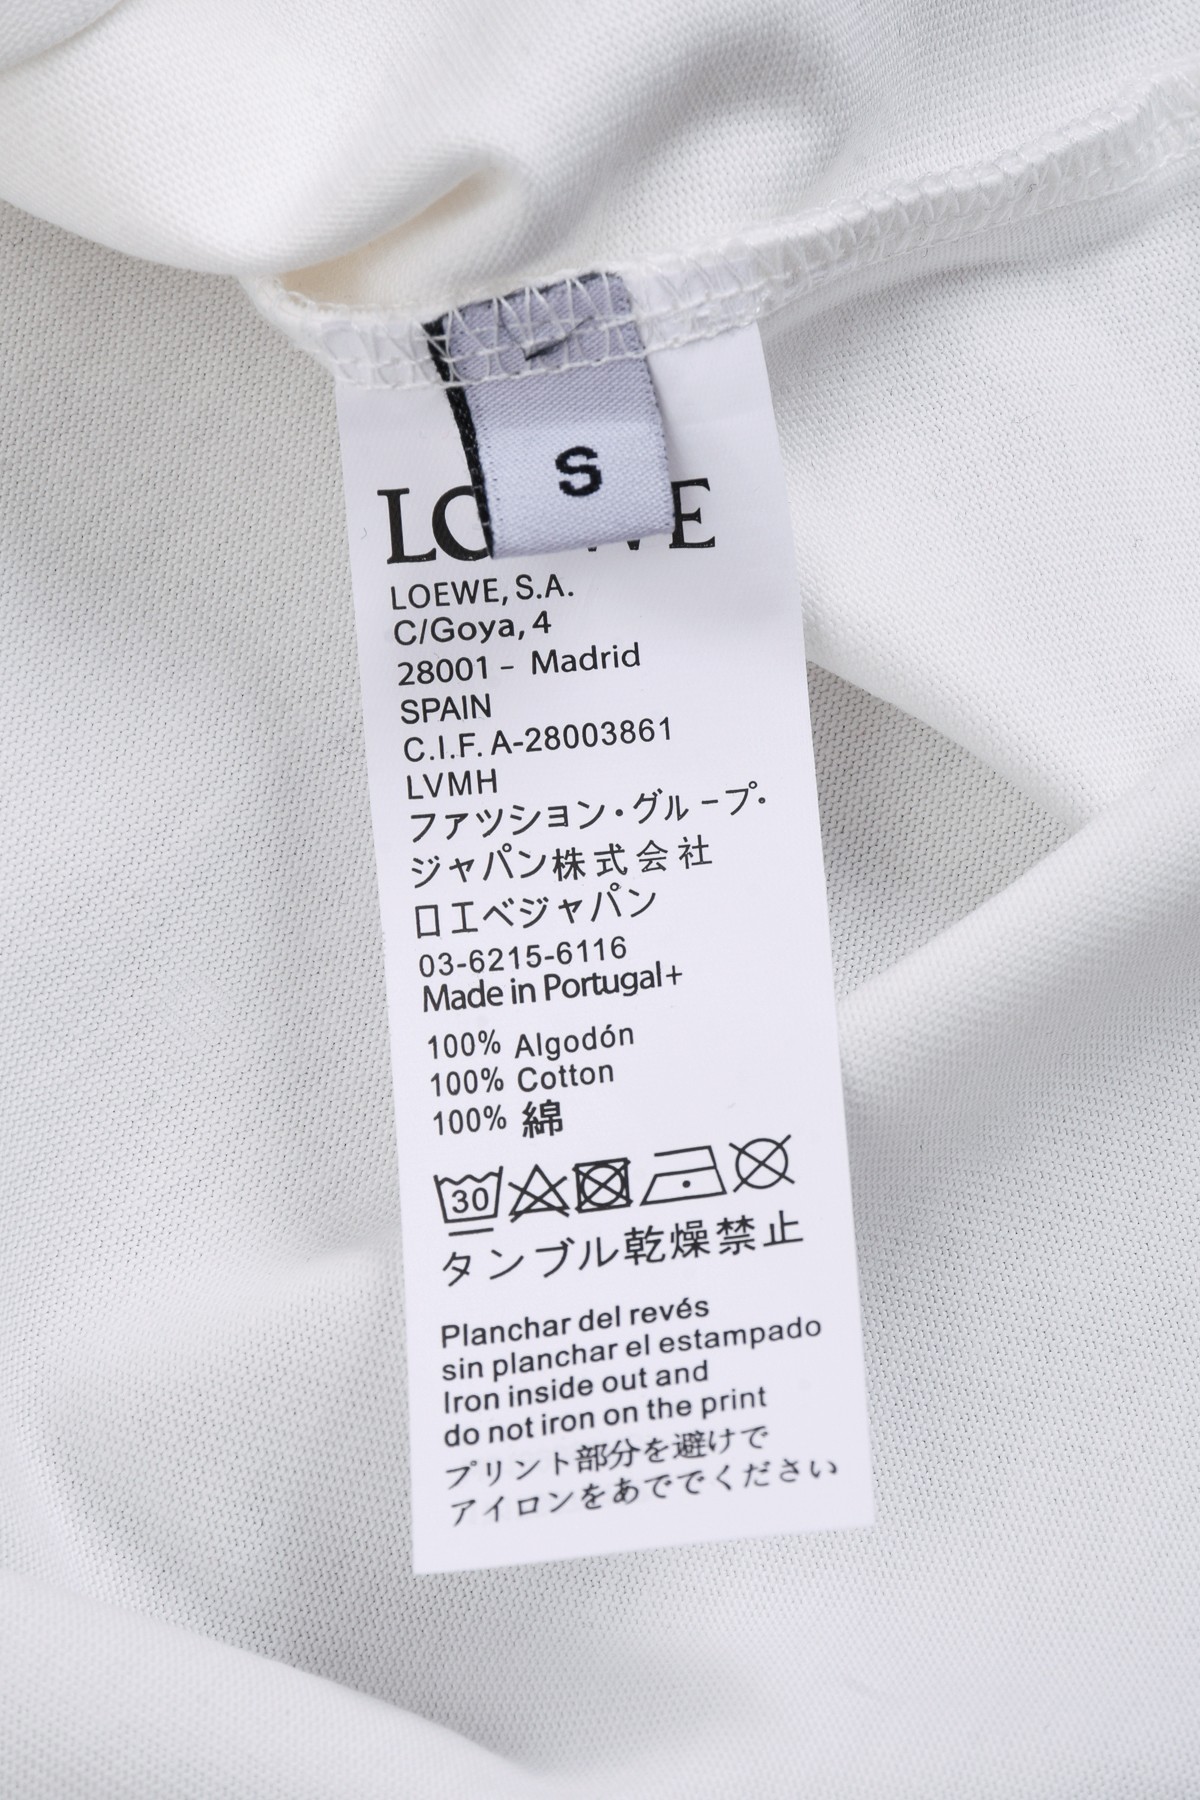 S
LOEWE
LOEWE, S.A.
C/Goya, 4
28001 - Madrid
SPAIN
C.I.F. A-28003861
LVMH
ファツション・グループ.
ジャパン株式会社
ロエベジャパン
03-6215-6116
Made in Portugal+
100% Algodón
100% Cotton
100% 綿
30
タンブル乾燥禁止
Planchar del revés
sin planchar el estampado
Iron inside out and
do not iron on the print
プリント部分を避けで
アイロンをあででください